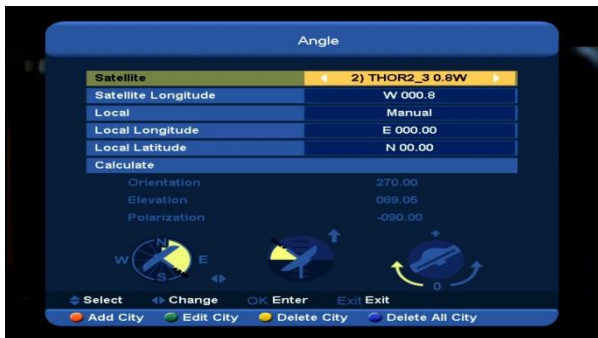 Angle
Satellite 2) THOR2_3 0.8W
Satellite Longitude W 000.8
Local Manual
Local Longitude E 000.00
Local Latitude N 00.00
Calculate
Orientation 270.00
Elevation 089.05
Polarization -090.00
N
W E
S
+
0
Select Change OK Enter Exit Exit
Add City Edit City Delete City Delete All City